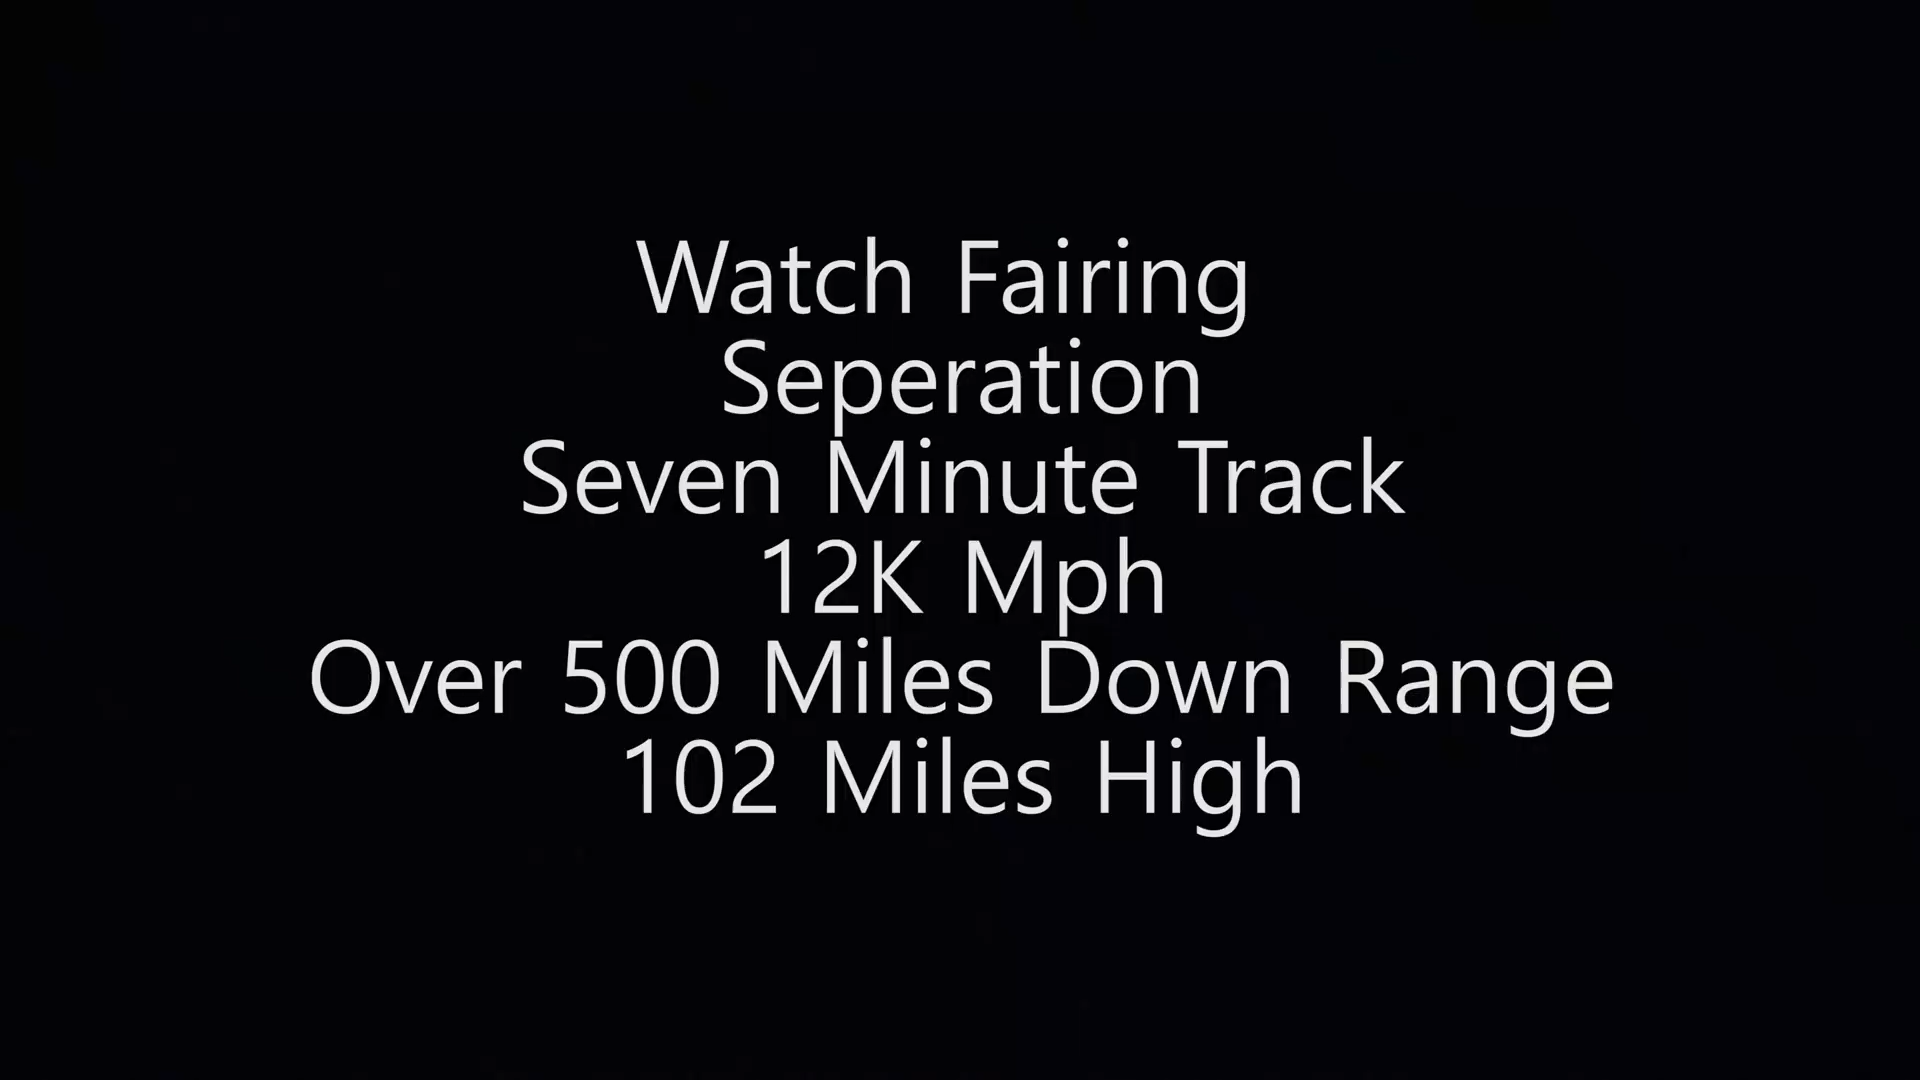 Watch Fairing
Seperation
Seven Minute Track
12K Mph
Over 500 Miles Down Range
102 Miles High